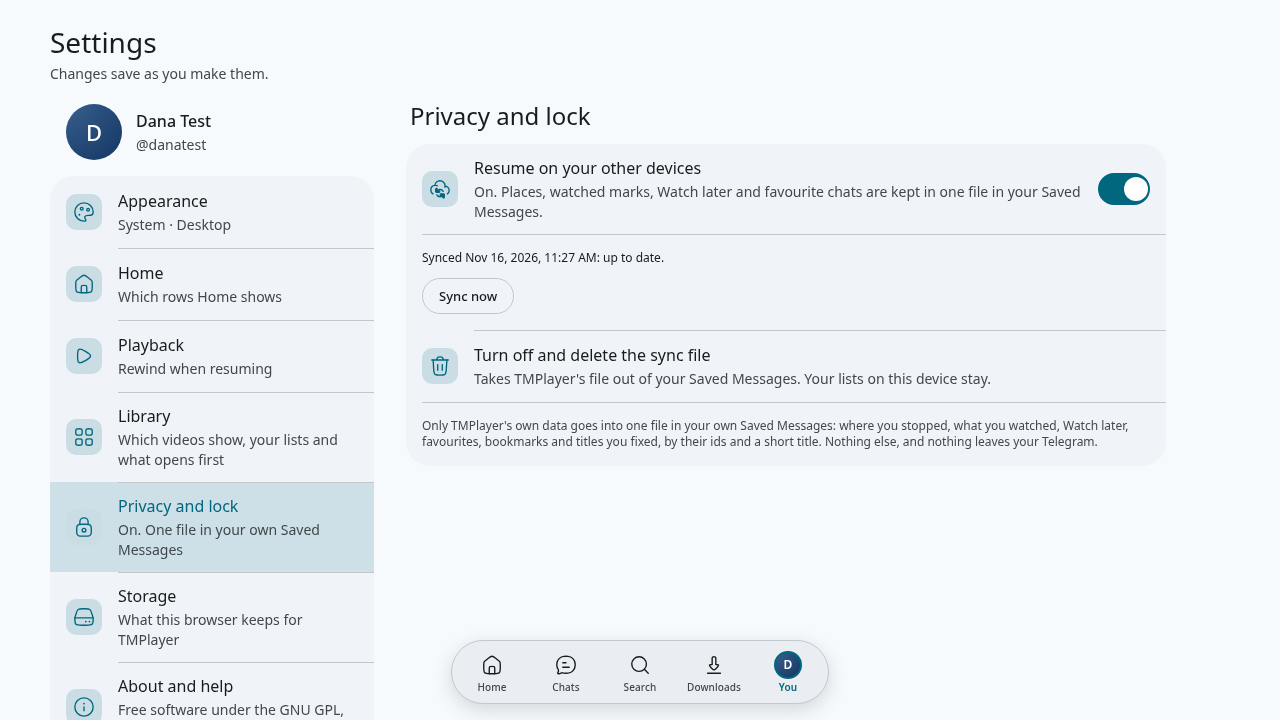 Settings
Changes save as you make them.
D
Dana Test
@danatest
Appearance
System · Desktop
Home
Which rows Home shows
Playback
Rewind when resuming
Library
Which videos show, your lists and
what opens first
Privacy and lock
On. One file in your own Saved
Messages
Storage
What this browser keeps for
TMPlayer
About and help
Free software under the GNU GPL,
Privacy and lock
Resume on your other devices
On. Places, watched marks, Watch later and favourite chats are kept in one file in your Saved
Messages.
Synced Nov 16, 2026, 11:27 AM: up to date.
Sync now
Turn off and delete the sync file
Takes TMPlayer's file out of your Saved Messages. Your lists on this device stay.
Only TMPlayer's own data goes into one file in your own Saved Messages: where you stopped, what you watched, Watch later,
favourites, bookmarks and titles you fixed, by their ids and a short title. Nothing else, and nothing leaves your Telegram.
Home
Chats
Search
Downloads
D
You